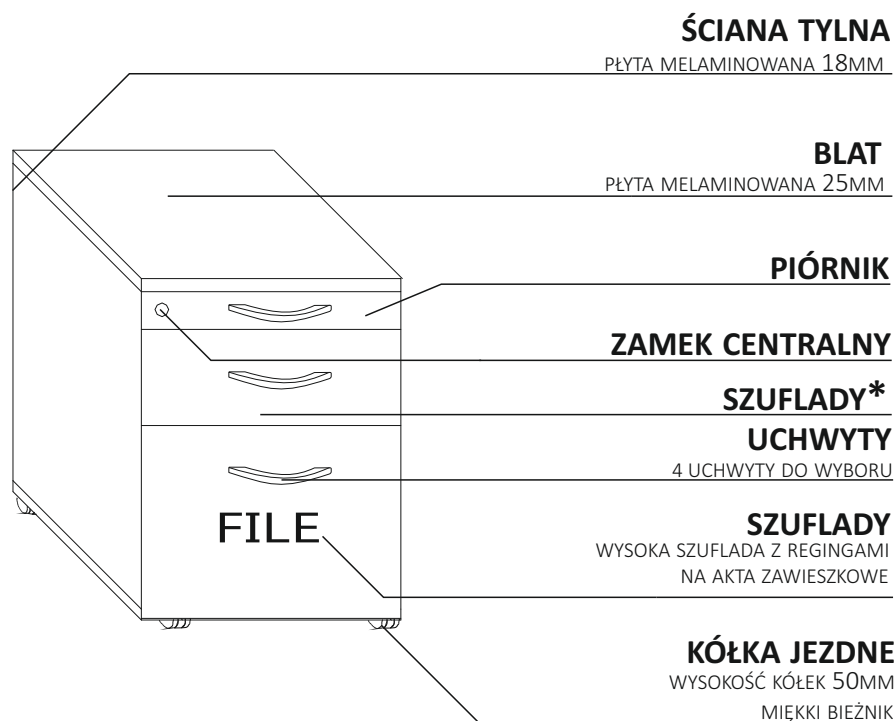 ŚCIANA TYLNA
PŁYTA MELAMINOWANA 18MM
BLAT
PŁYTA MELAMINOWANA 25MM
PIÓRNIK
ZAMEK CENTRALNY
SZUFLADY*
UCHWYTY
4 UCHWYTY DO WYBORU
FILE
SZUFLADY
WYSOKA SZUFLADA Z REGINGAMI
NA AKTA ZAWIESZKOWE
KÓŁKA JEZDNE
WYSOKOŚĆ KÓŁEK 50MM
MIĘKKI BIEŻNIK